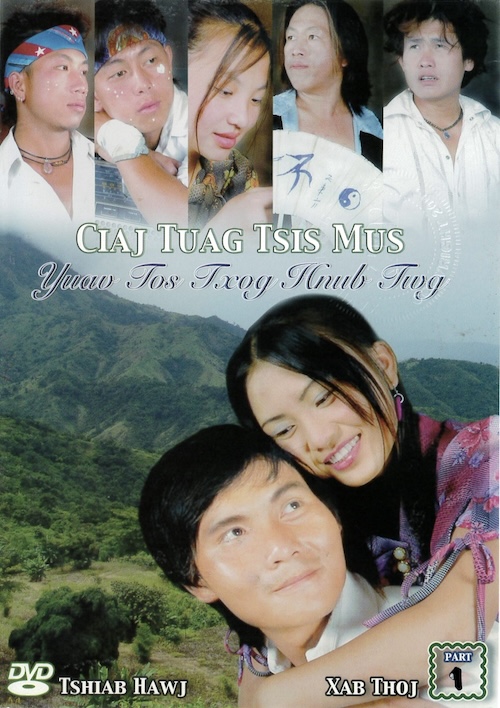 CIAJ TUAG TSIS MUS
Yuav Tos Txog Hnub Twg
DVD
TSHIAB HAWJ
XAB THOJ
PART
1